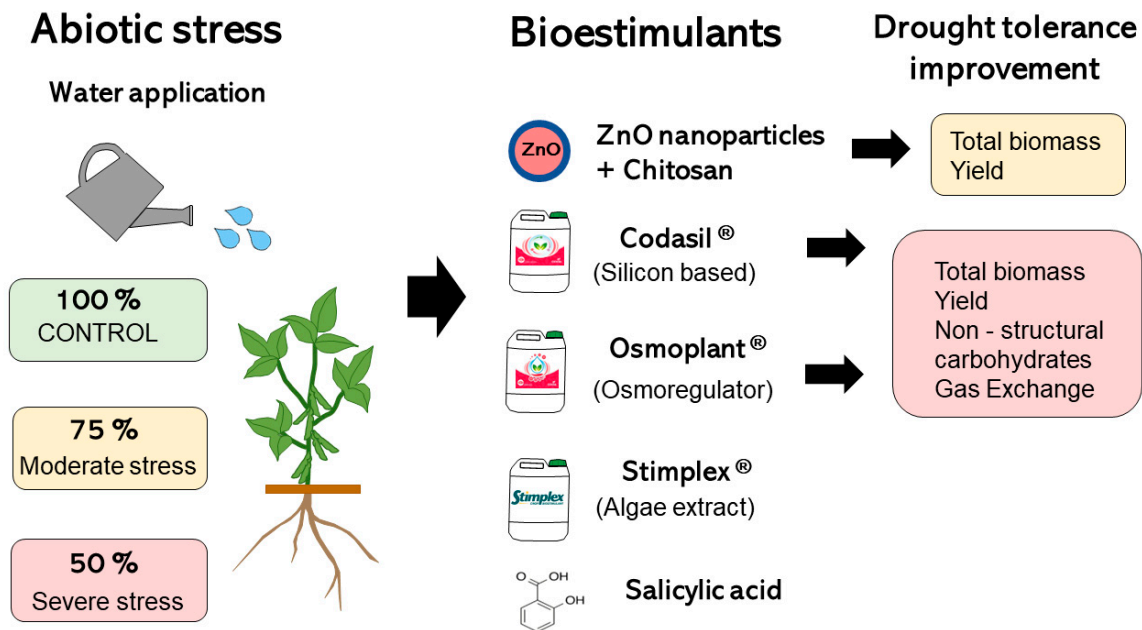 Abiotic stress
Water application
100 %
CONTROL
75 %
Moderate stress
50 %
Severe stress
Bioestimulants
ZnO
ZnO nanoparticles
+ Chitosan
Codasil ®
(Silicon based)
Osmoplant ®
(Osmoregulator)
Stimplex
Stimplex ®
(Algae extract)
O
OH
OH
Salicylic acid
Drought tolerance
improvement
Total biomass
Yield
Total biomass
Yield
Non - structural
carbohydrates
Gas Exchange